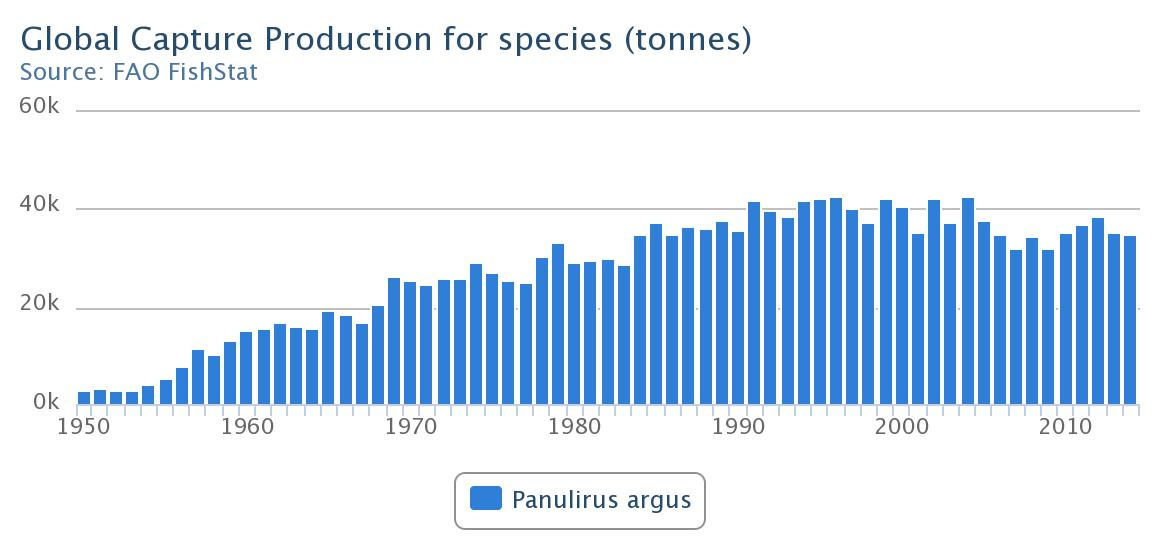 Global Capture Production for species (tonnes)
Source: FAO FishStat
60k
40k
20k
0k
1950 1960 1970 1980 1990 2000 2010
Panulirus argus